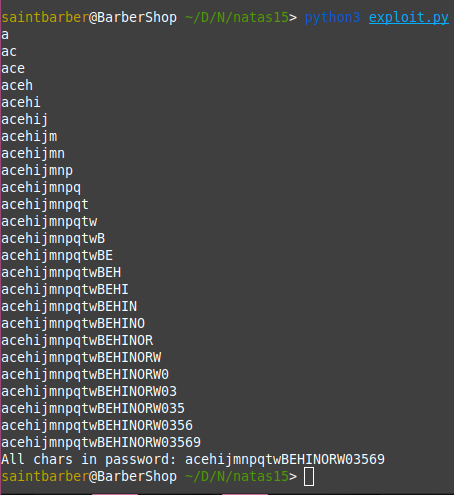 saintbarber@BarberShop ~/D/N/natas15> python3 exploit.py
a
ac
ace
aceh
acehi
acehij
acehijm
acehijmn
acehijmnp
acehijmnpq
acehijmnpqt
acehijmnpqtw
acehijmnpqtwB
acehijmnpqtwBE
acehijmnpqtwBEH
acehijmnpqtwBEHI
acehijmnpqtwBEHIN
acehijmnpqtwBEHINO
acehijmnpqtwBEHINOR
acehijmnpqtwBEHINORW
acehijmnpqtwBEHINORW0
acehijmnpqtwBEHINORW03
acehijmnpqtwBEHINORW035
acehijmnpqtwBEHINORW0356
acehijmnpqtwBEHINORW03569
All chars in password: acehijmnpqtwBEHINORW03569
saintbarber@BarberShop ~/D/N/natas15>